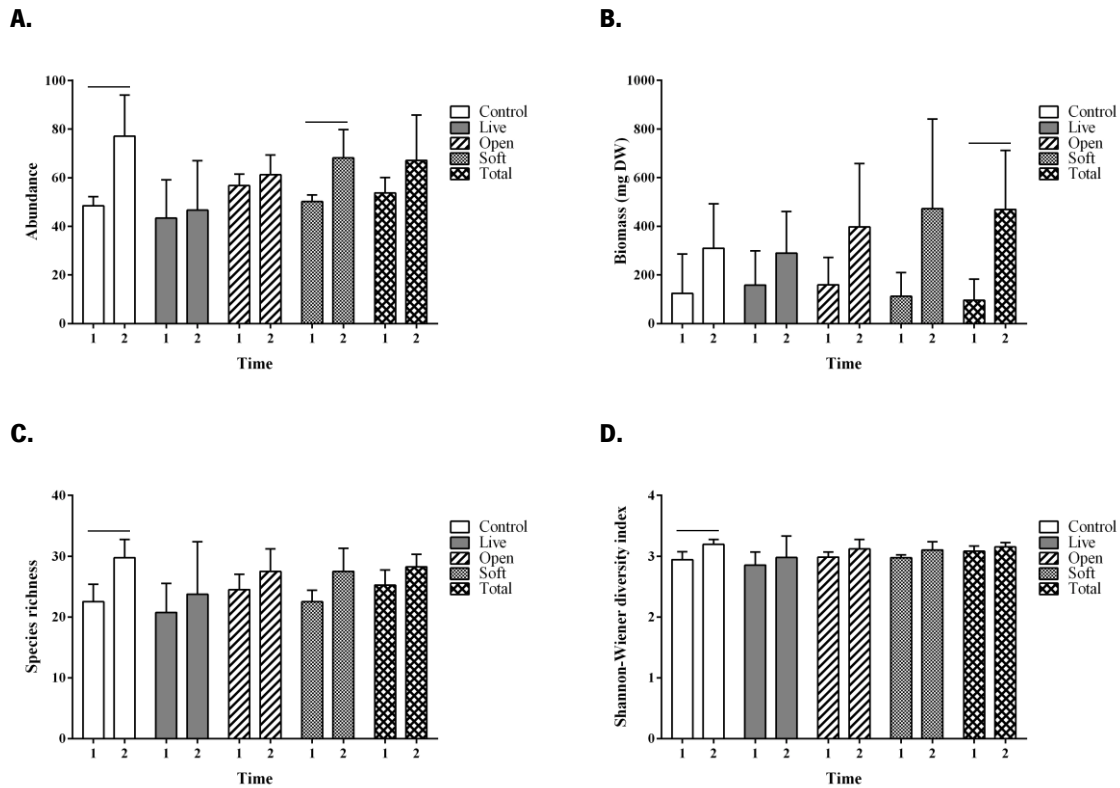 A.
Abundance
100
80
60
40
20
0
1 2 1 2 1 2 1 2 1 2
Time
Control
Live
Open
Soft
Total
B.
Biomass (mg DW)
1000
800
600
400
200
0
1 2 1 2 1 2 1 2 1 2
Time
Control
Live
Open
Soft
Total
C.
Species richness
40
30
20
10
0
1 2 1 2 1 2 1 2 1 2
Time
Control
Live
Open
Soft
Total
D.
Shannon-Wiener diversity index
4
3
2
1
0
1 2 1 2 1 2 1 2 1 2
Time
Control
Live
Open
Soft
Total